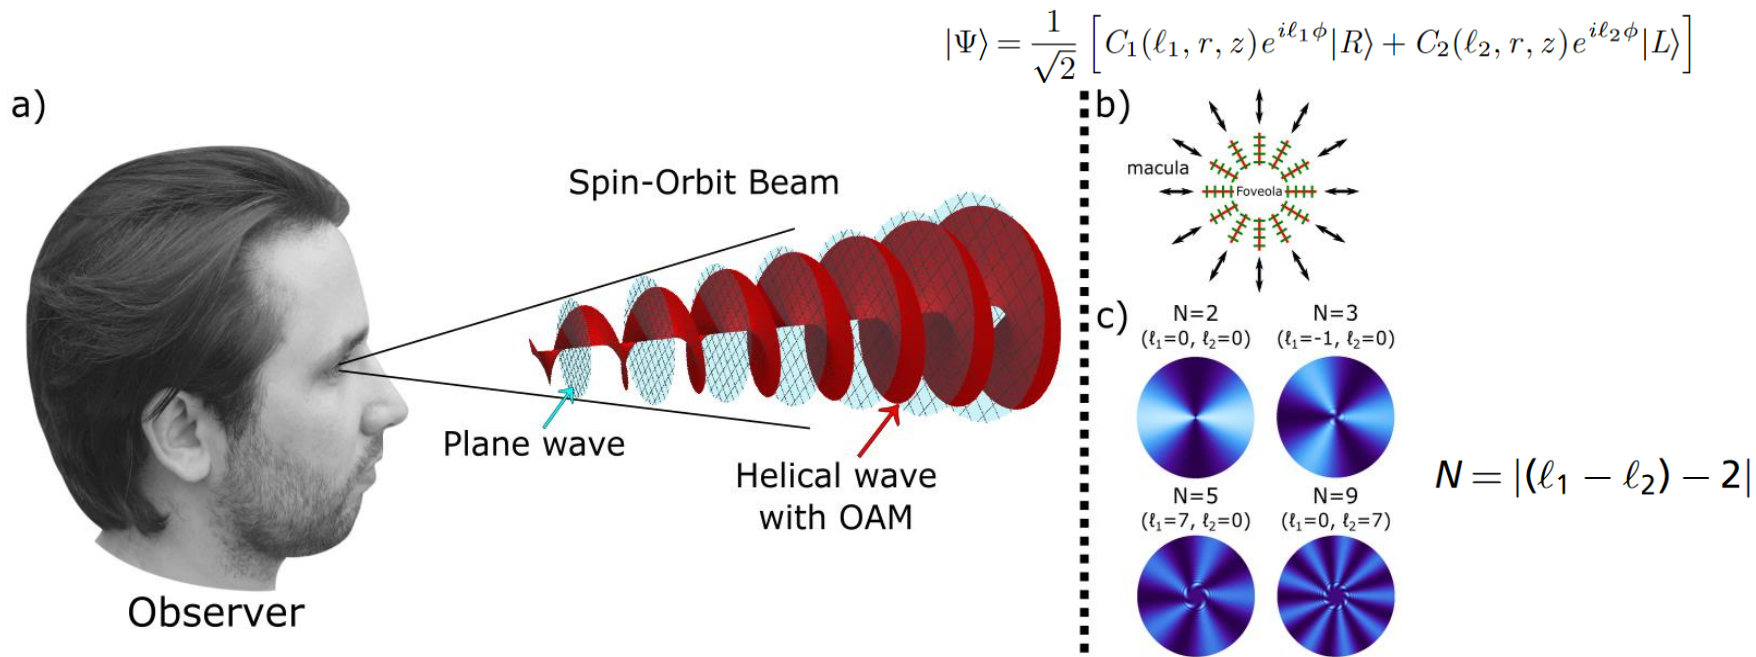 |Ψ⟩ = 1/√2 [C₁(ℓ₁, r, z)e^{iℓ₁ϕ}|R⟩ + C₂(ℓ₂, r, z)e^{iℓ₂ϕ}|L⟩]
a)
Spin-Orbit Beam
Plane wave
Helical wave
with OAM
Observer
b)
macula
Foveola
c)
N=2
(ℓ₁=0, ℓ₂=0)
N=3
(ℓ₁=-1, ℓ₂=0)
N=5
(ℓ₁=7, ℓ₂=0)
N=9
(ℓ₁=0, ℓ₂=7)
N = |(ℓ₁ − ℓ₂) − 2|